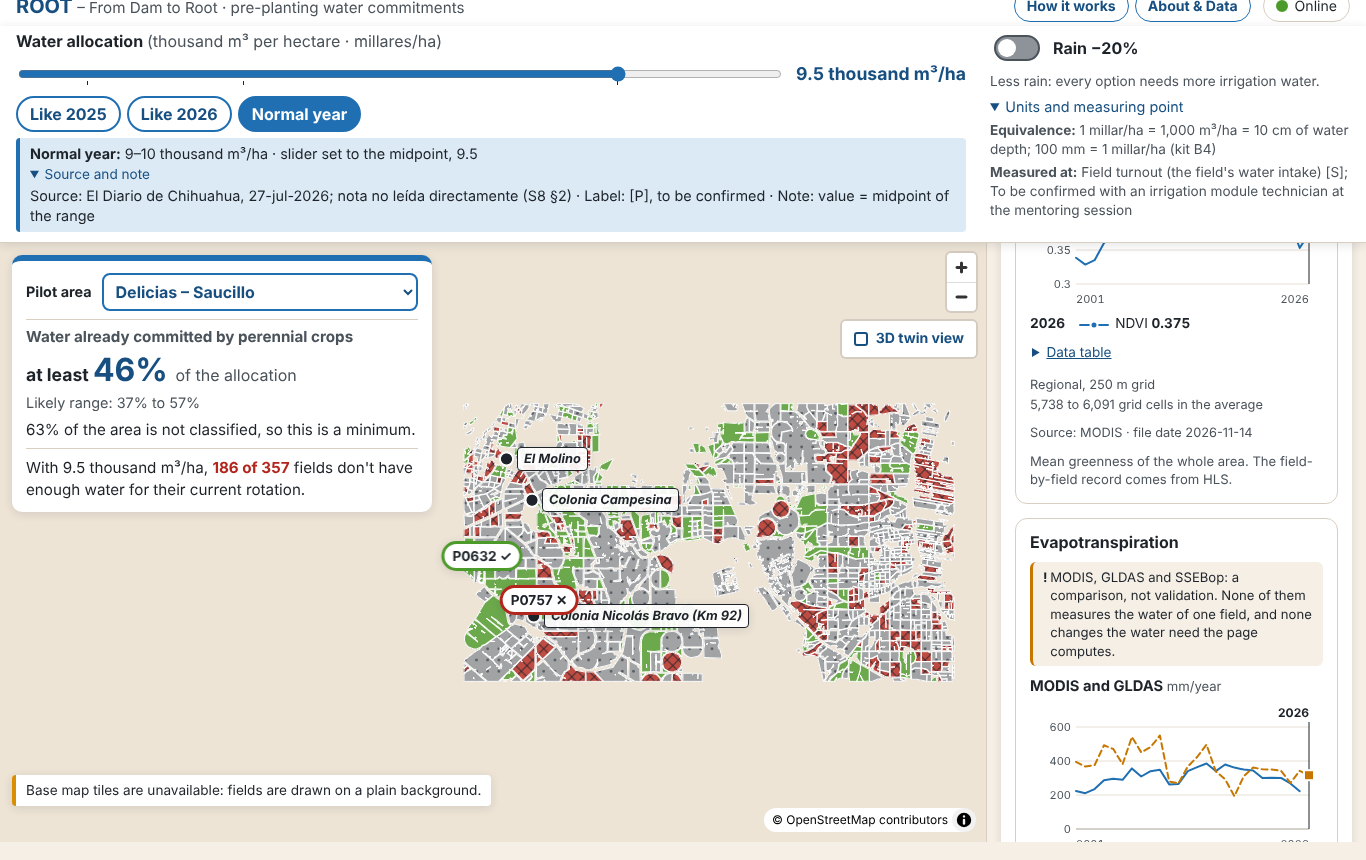 ROOT – From Dam to Root · pre-planting water commitments
How it works
About & Data
Online
Water allocation (thousand m³ per hectare · millares/ha)
9.5 thousand m³/ha
Like 2025
Like 2026
Normal year
Normal year: 9–10 thousand m³/ha · slider set to the midpoint, 9.5
▼ Source and note
Source: El Diario de Chihuahua, 27-jul-2026; nota no leída directamente (S8 §2) · Label: [P], to be confirmed · Note: value = midpoint of
the range
Rain −20%
Less rain: every option needs more irrigation water.
▼ Units and measuring point
Equivalence: 1 millar/ha = 1,000 m³/ha = 10 cm of water
depth; 100 mm = 1 millar/ha (kit B4)
Measured at: Field turnout (the field's water intake) [S];
To be confirmed with an irrigation module technician at
the mentoring session
Pilot area
Delicias – Saucillo
Water already committed by perennial crops
at least 46% of the allocation
Likely range: 37% to 57%
63% of the area is not classified, so this is a minimum.
With 9.5 thousand m³/ha, 186 of 357 fields don't have
enough water for their current rotation.
+
−
3D twin view
El Molino
Colonia Campesina
P0632 ✓
P0757 ✕
Colonia Nicolás Bravo (Km 92)
Base map tiles are unavailable: fields are drawn on a plain background.
© OpenStreetMap contributors
0.35
0.3
2001 2026
2026 NDVI 0.375
▶ Data table
Regional, 250 m grid
5,738 to 6,091 grid cells in the average
Source: MODIS · file date 2026-11-14
Mean greenness of the whole area. The field-
by-field record comes from HLS.
Evapotranspiration
! MODIS, GLDAS and SSEBop: a
comparison, not validation. None of them
measures the water of one field, and none
changes the water need the page
computes.
MODIS and GLDAS mm/year
2026
600
400
200
0